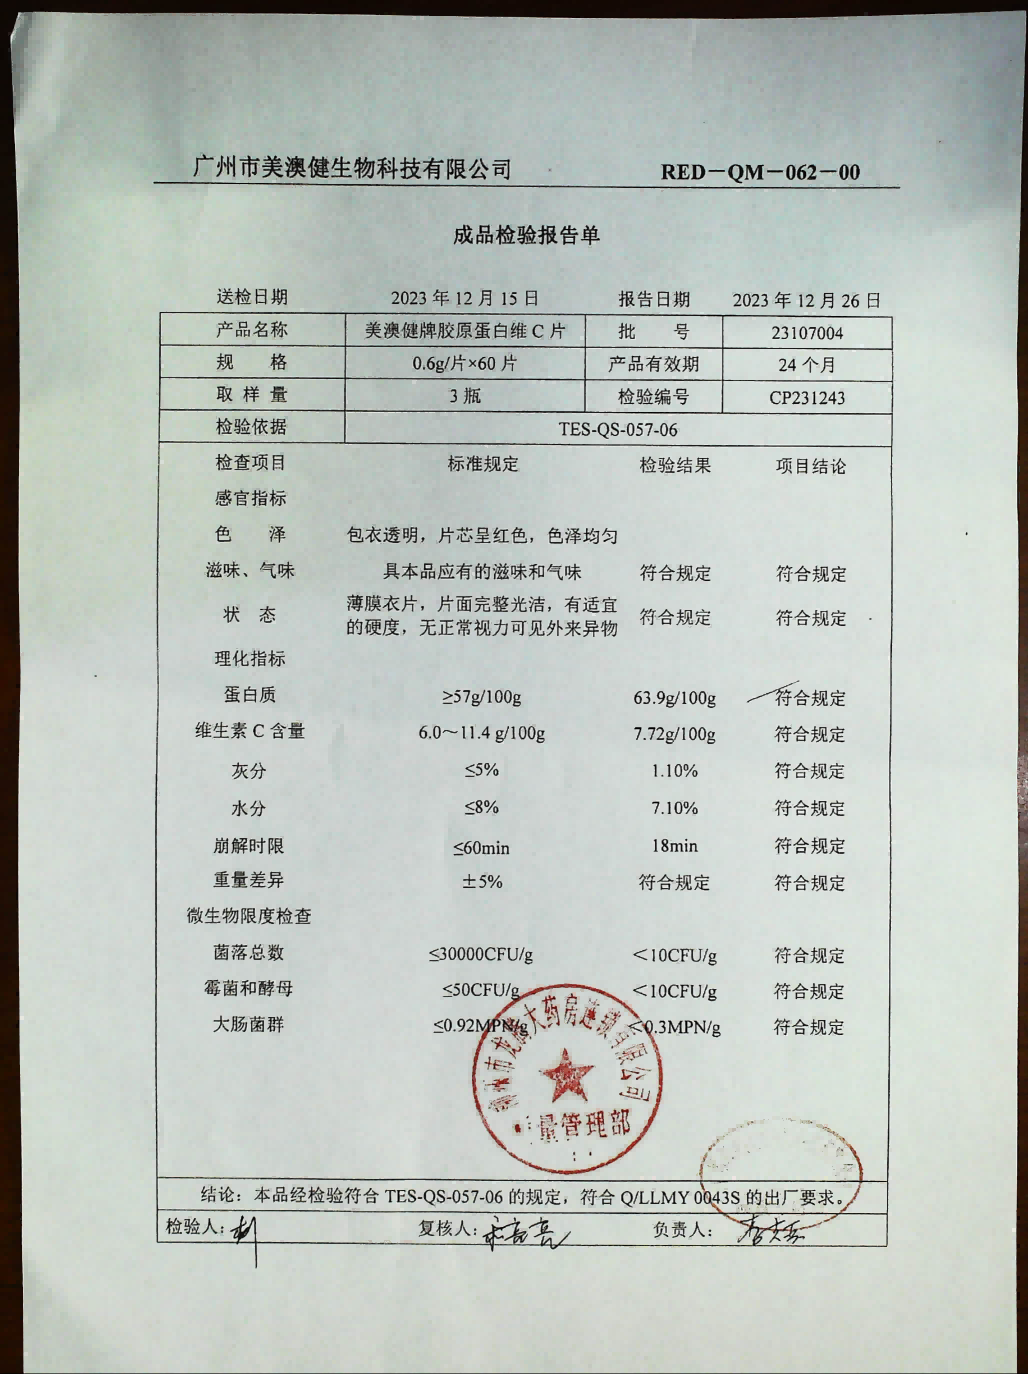 广州市美澳健生物科技有限公司 RED－QM－062－00
成品检验报告单
送检日期 2023 年 12 月 15 日 报告日期 2023 年 12 月 26 日
产品名称 美澳健牌胶原蛋白维 C 片 批 号 23107004
规 格 0.6g/片×60 片 产品有效期 24 个月
取 样 量 3 瓶 检验编号 CP231243
检验依据 TES-QS-057-06
检查项目 标准规定 检验结果 项目结论
感官指标
色 泽 包衣透明，片芯呈红色，色泽均匀
滋味、气味 具本品应有的滋味和气味 符合规定 符合规定
状 态 薄膜衣片，片面完整光洁，有适宜 符合规定 符合规定
的硬度，无正常视力可见外来异物
理化指标
蛋白质 ≥57g/100g 63.9g/100g 符合规定
维生素 C 含量 6.0～11.4 g/100g 7.72g/100g 符合规定
灰分 ≤5% 1.10% 符合规定
水分 ≤8% 7.10% 符合规定
崩解时限 ≤60min 18min 符合规定
重量差异 ±5% 符合规定 符合规定
微生物限度检查
菌落总数 ≤30000CFU/g ＜10CFU/g 符合规定
霉菌和酵母 ≤50CFU/g ＜10CFU/g 符合规定
大肠菌群 ≤0.92MPN/g ＜0.3MPN/g 符合规定
大药房连锁有限公司
量管理部
结论：本品经检验符合 TES-QS-057-06 的规定，符合 Q/LLMY 0043S 的出厂要求。
检验人： 复核人： 负责人：